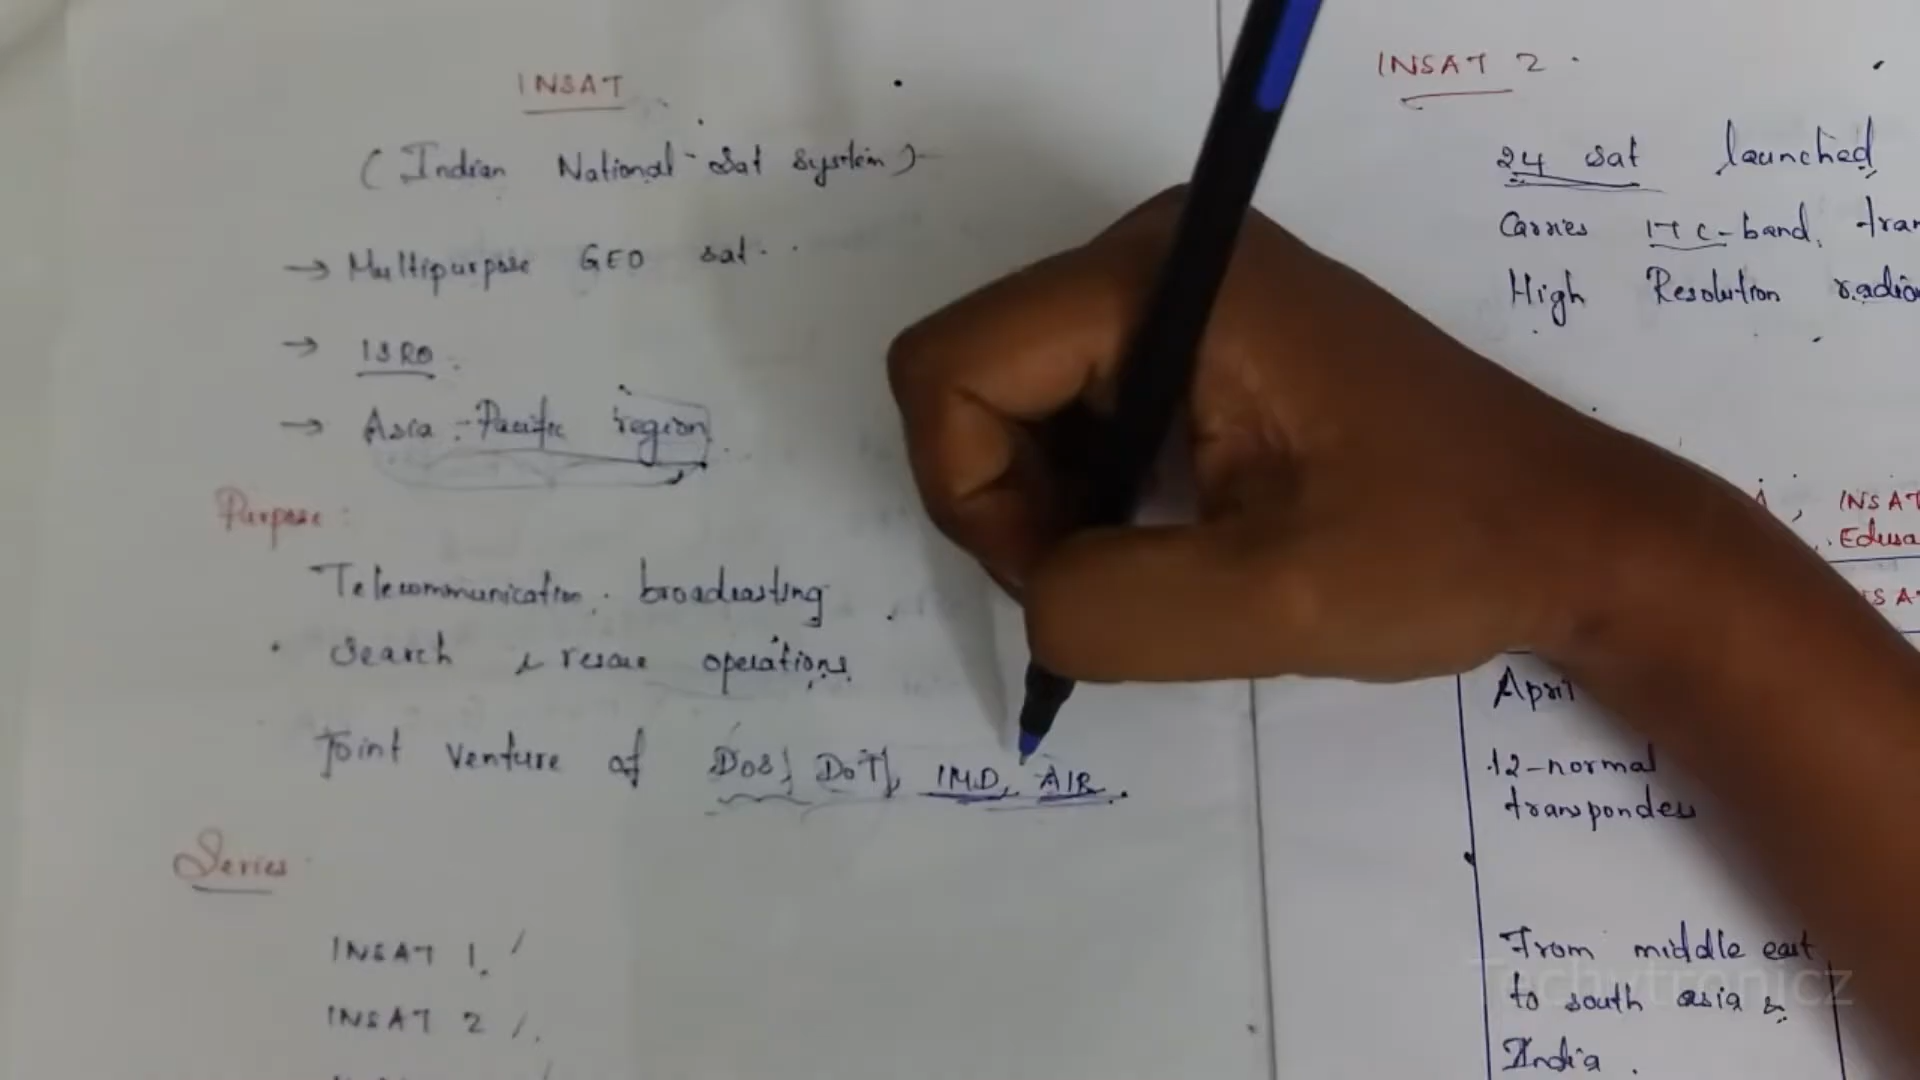 INSAT
(Indian National Sat System)
→ Multipurpose GEO sat.
→ ISRO.
→ Asia-Pacific region.
Purpose:
Telecommunication. broadcasting
Search & rescue operations
Joint Venture of DOS, DOT, IMD, AIR.
Series
INSAT 1.
INSAT 2
INSAT 2.
24 sat launched
Carries 17 C-band,
High Resolution
INSAT
April
12-normal
transponders
From middle east
to south asia &
India.
Techytronicz